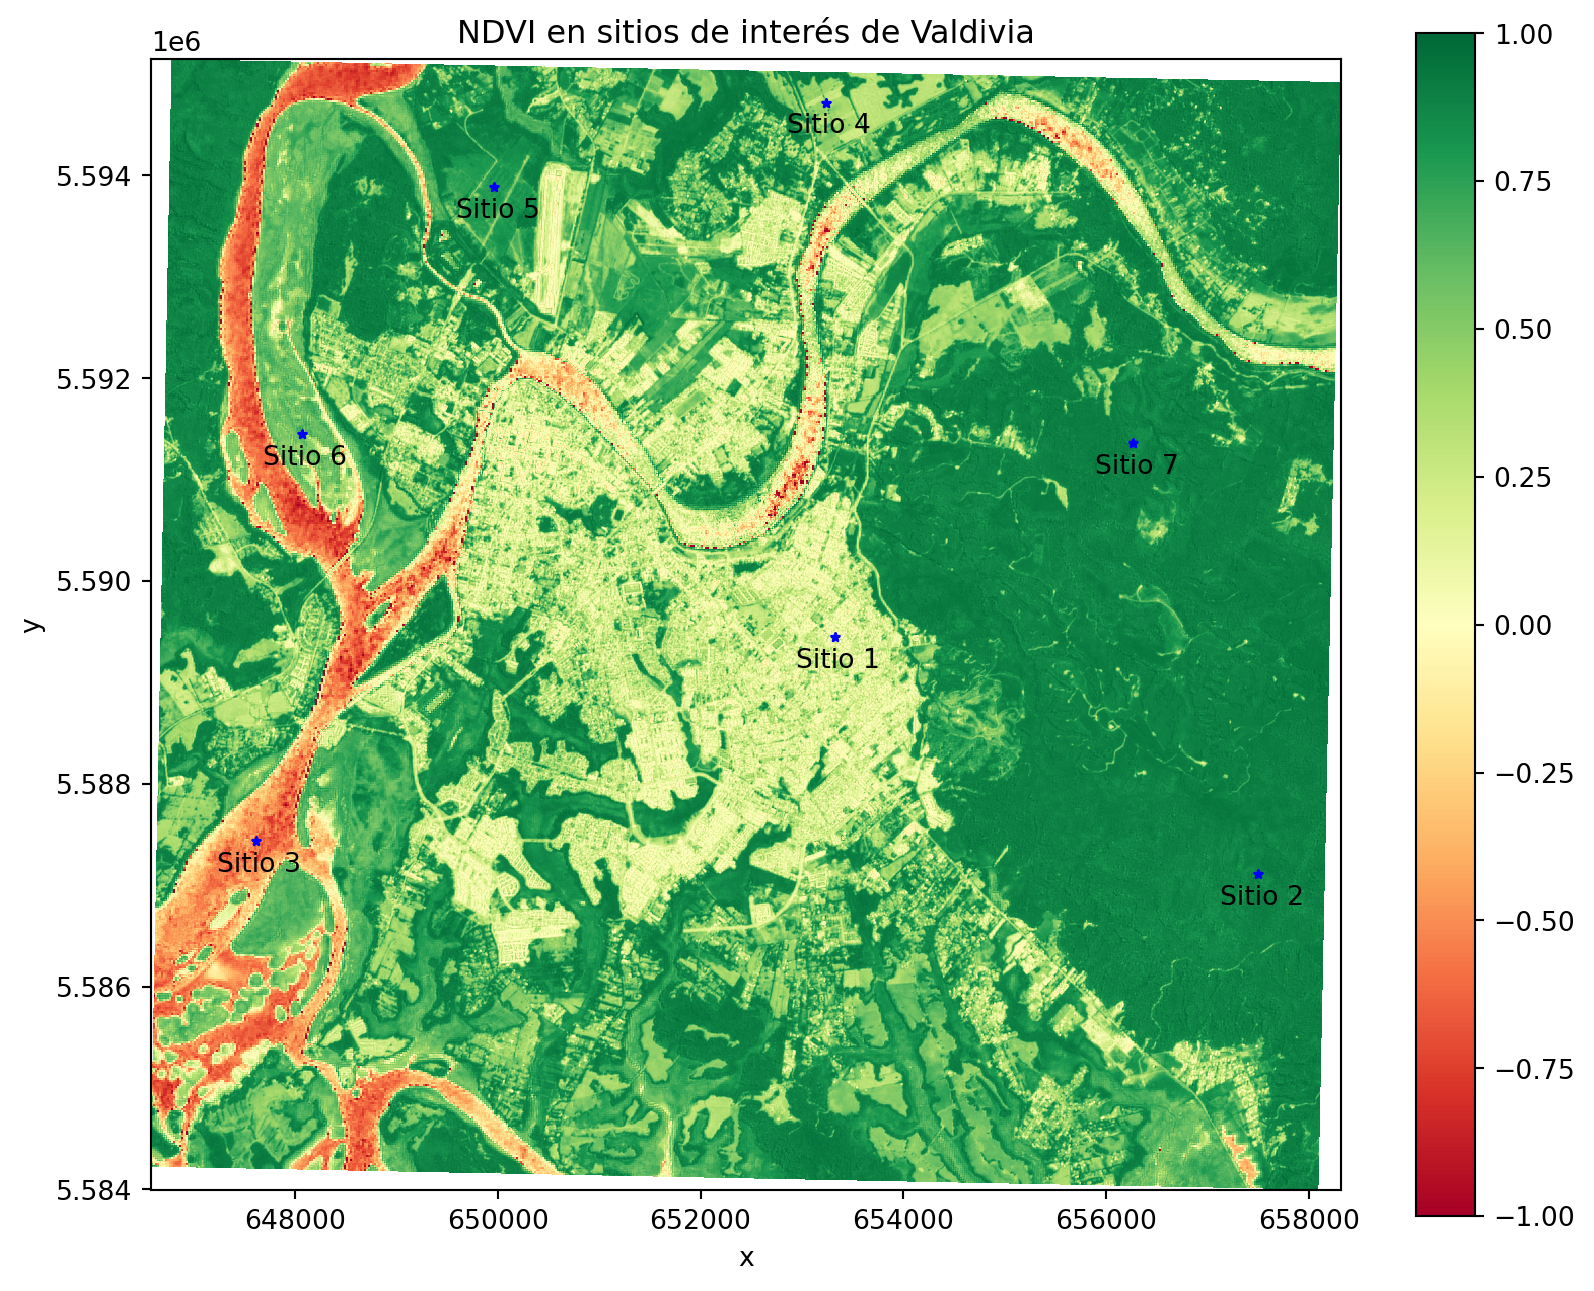 NDVI en sitios de interés de Valdivia
1e6
1.00
Sitio 4
5.594
0.75
Sitio 5
0.50
5.592
Sitio 6
Sitio 7
0.25
5.590
0.00
y
Sitio 1
5.588
−0.25
Sitio 3
Sitio 2
−0.50
5.586
−0.75
5.584
−1.00
648000 650000 652000 654000 656000 658000
x